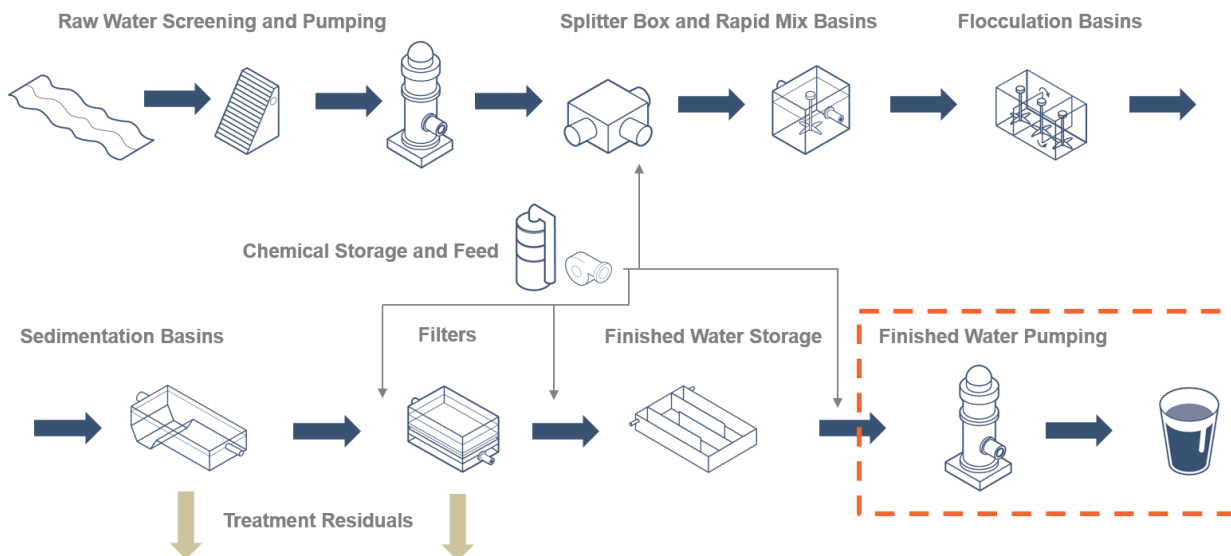 Raw Water Screening and Pumping
Splitter Box and Rapid Mix Basins
Flocculation Basins
Chemical Storage and Feed
Sedimentation Basins
Filters
Finished Water Storage
Finished Water Pumping
Treatment Residuals